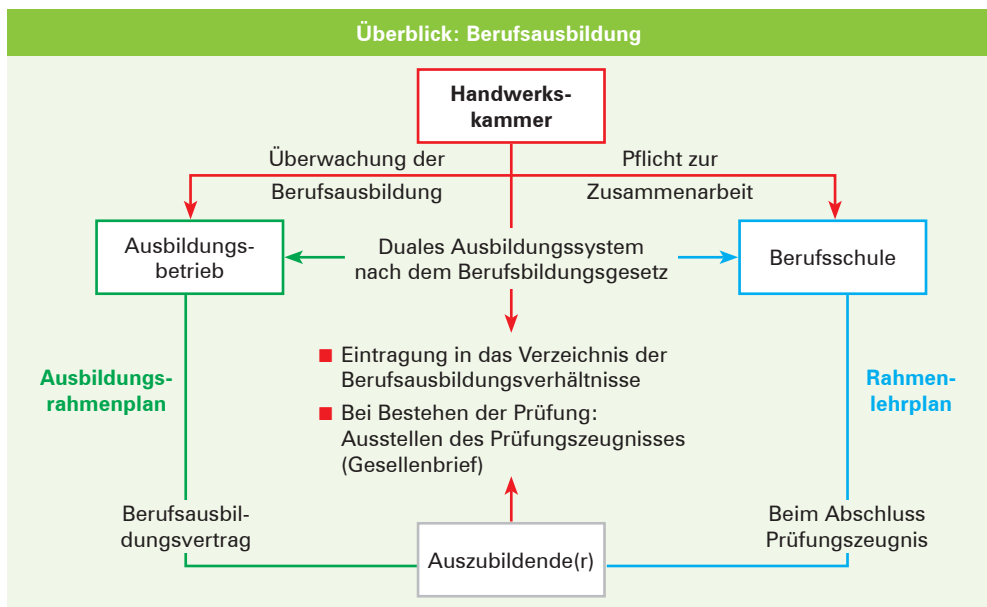 Überblick: Berufsausbildung
Handwerks-
kammer
Überwachung der
Berufsausbildung
Pflicht zur
Zusammenarbeit
Ausbildungs-
betrieb
Duales Ausbildungssystem
nach dem Berufsbildungsgesetz
Berufsschule
Ausbildungs-
rahmenplan
■ Eintragung in das Verzeichnis der
Berufsausbildungsverhältnisse
■ Bei Bestehen der Prüfung:
Ausstellen des Prüfungszeugnisses
(Gesellenbrief)
Rahmen-
lehrplan
Berufsausbil-
dungsvertrag
Auszubildende(r)
Beim Abschluss
Prüfungszeugnis